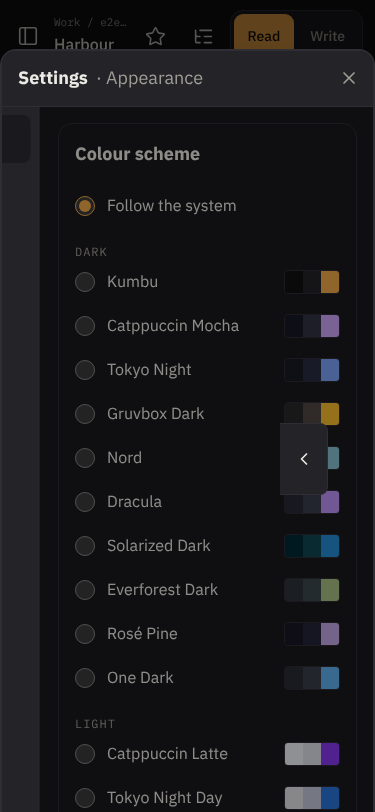 Work / e2e…
Harbour
Read
Write
Settings · Appearance
Colour scheme
Follow the system
DARK
Kumbu
Catppuccin Mocha
Tokyo Night
Gruvbox Dark
Nord
Dracula
Solarized Dark
Everforest Dark
Rosé Pine
One Dark
LIGHT
Catppuccin Latte
Tokyo Night Day